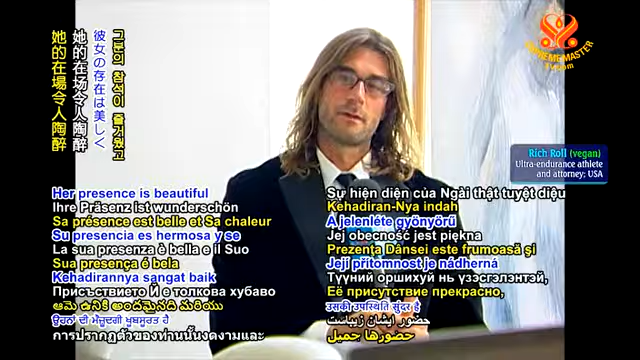 그분의 참석이 즐거웠고
彼女の存在は美しく
她的在场令人陶醉
她的在場令人陶醉
SUPREME MASTER
Rich Roll (vegan)
Ultra-endurance athlete
and attorney; USA
Her presence is beautiful
Ihre Präsenz ist wunderschön
Sa présence est belle et Sa chaleur
Su presencia es hermosa y se
La sua presenza è bella e il Suo
Sua presença é bela
Kehadirannya sangat baik
Присъствието Й отолкова хубаво
ఆమె ఉనికి అందమైనది మరియు
ਉਹਨਾਂ ਦੀ ਮੌਜੂਦਗੀ ਖੂਬਸੂਰਤ ਹੈ
การปรากฏตัวของท่านนั้นงดงามและ
Sự hiện diện của Ngài thật tuyệt diệu
Kehadiran-Nya indah
A jelenléte gyönyörű
Jej obecność jest piękna
Prezenţa Dânsei este frumoasă şi
Její přítomnost je nádherná
Түүний оршихуй нь үзэсгэлэнтэй,
Её присутствие прекрасно,
उसकी उपस्थिति सुंदर है
حضور ایشان زیباست
حضورها جميل